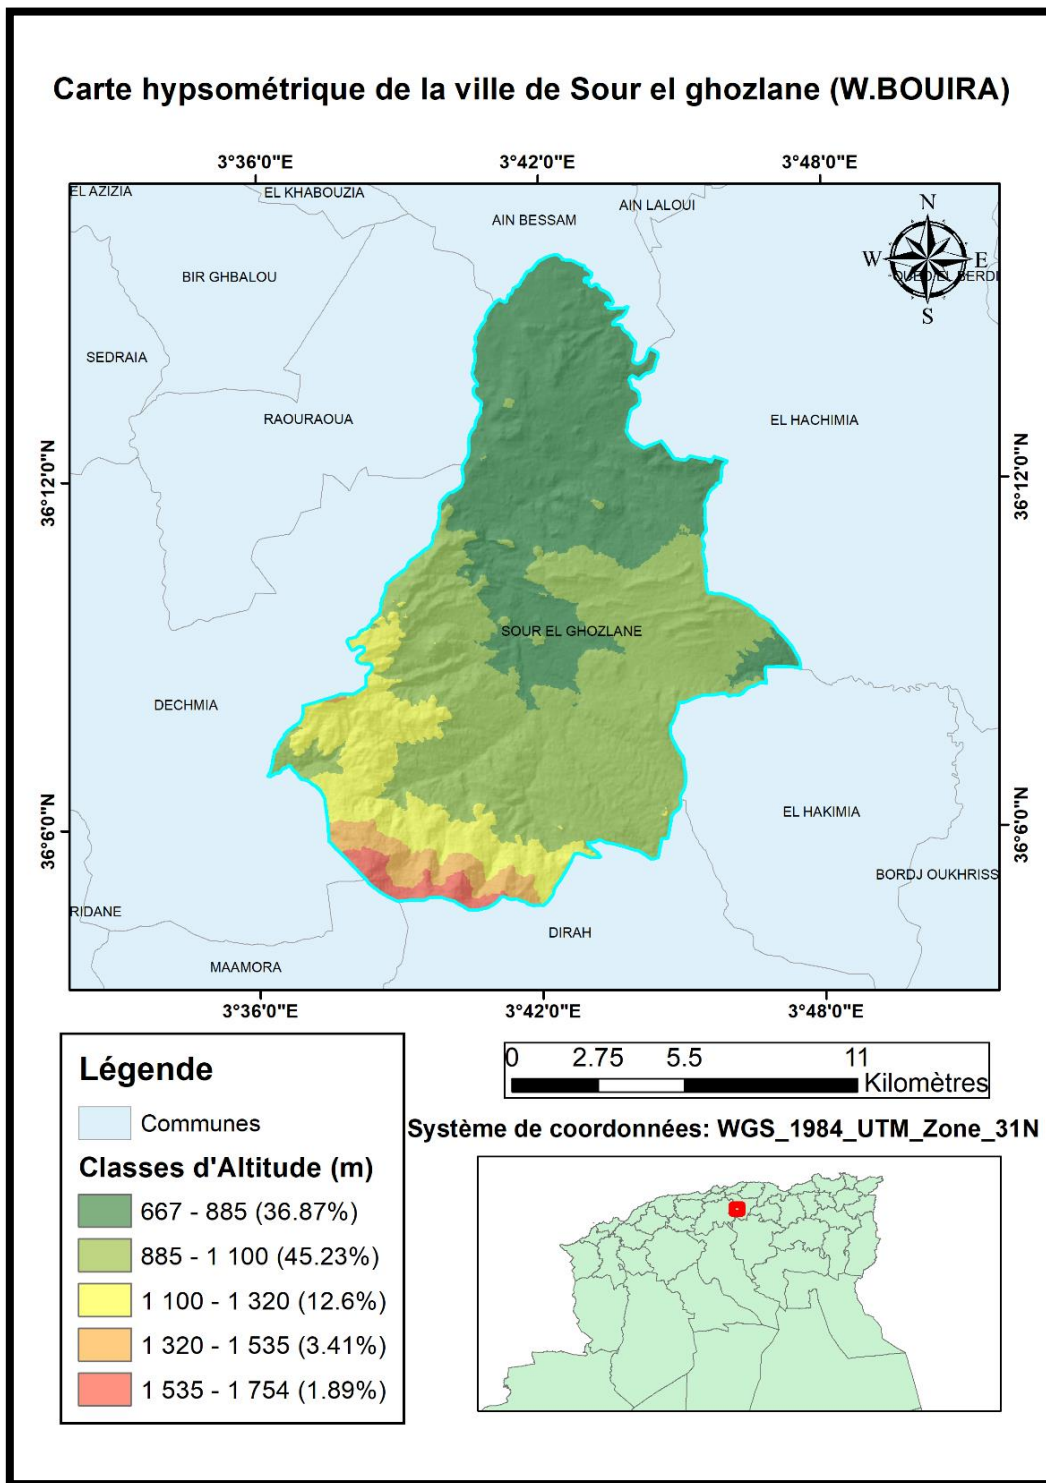 Carte hypsométrique de la ville de Sour el ghozlane (W.BOUIRA)
3°36'0"E 3°42'0"E 3°48'0"E
EL AZIZIA
EL KHABOUZIA
AIN LALOUI
AIN BESSAM
N
BIR GHBALOU
W E
OUED EL BERDI
S
SEDRAIA
RAOURAOUA
EL HACHIMIA
36°12'0"N 36°12'0"N
SOUR EL GHOZLANE
DECHMIA
EL HAKIMIA
36°6'0"N 36°6'0"N
BORDJ OUKHRISS
RIDANE
DIRAH
MAAMORA
3°36'0"E 3°42'0"E 3°48'0"E
Légende
Communes
Classes d'Altitude (m)
667 - 885 (36.87%)
885 - 1 100 (45.23%)
1 100 - 1 320 (12.6%)
1 320 - 1 535 (3.41%)
1 535 - 1 754 (1.89%)
0 2.75 5.5 11
Kilomètres
Système de coordonnées: WGS_1984_UTM_Zone_31N